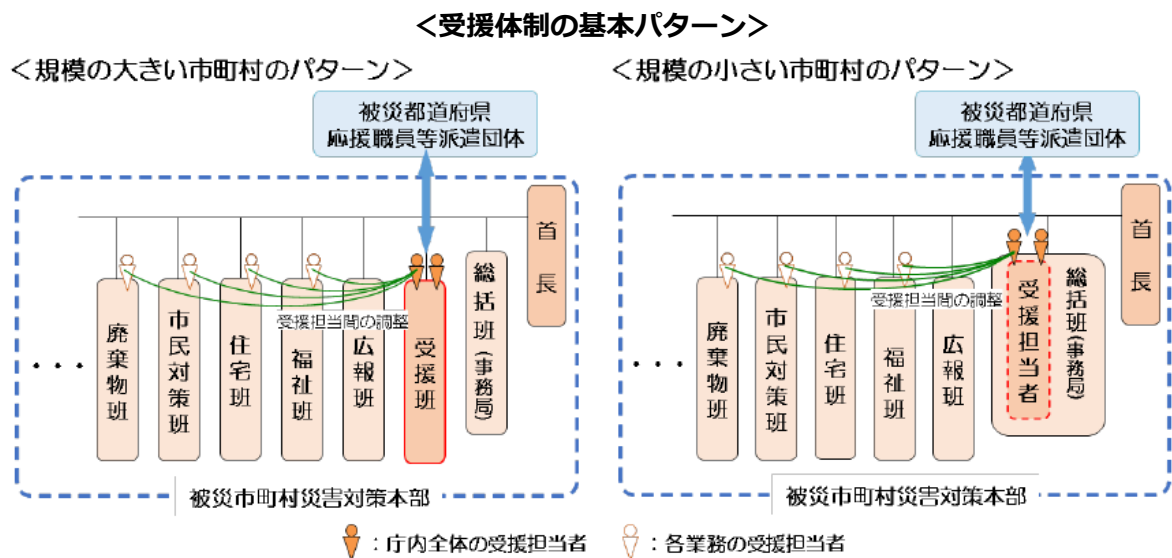 ＜受援体制の基本パターン＞
＜規模の大きい市町村のパターン＞
被災都道府県
応援職員等派遣団体
首長
総括班(事務局)
受援班
広報班
福祉班
住宅班
市民対策班
廃棄物班
・・・
受援担当間の調整
被災市町村災害対策本部
＜規模の小さい市町村のパターン＞
被災都道府県
応援職員等派遣団体
首長
総括班(事務局)
受援担当者
広報班
福祉班
住宅班
市民対策班
廃棄物班
・・・
受援担当間の調整
被災市町村災害対策本部
：庁内全体の受援担当者
：各業務の受援担当者